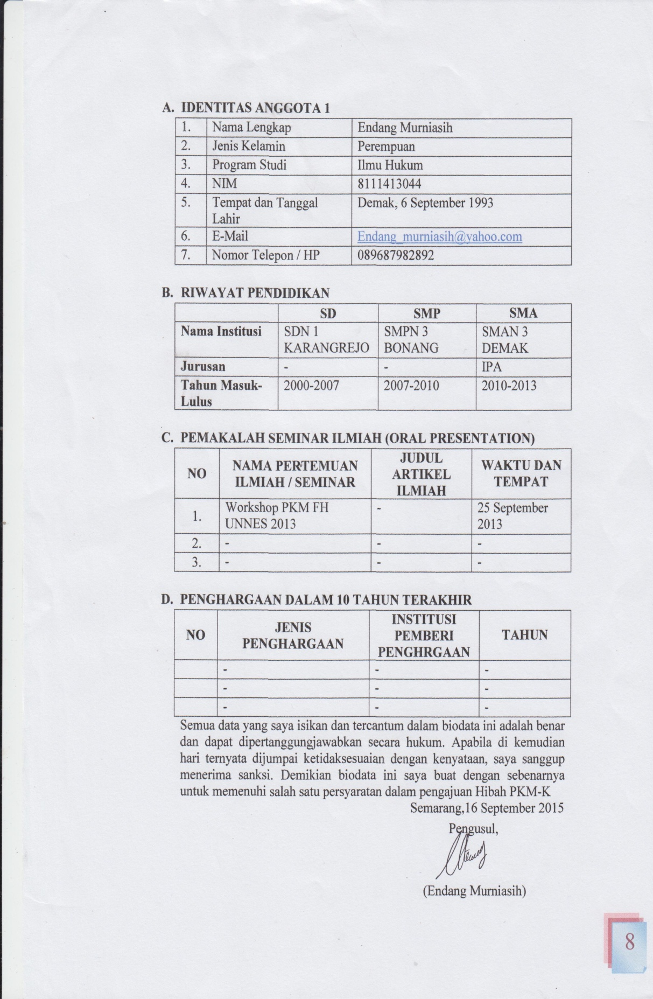 A. IDENTITAS ANGGOTA 1
1. Nama Lengkap Endang Murniasih
2. Jenis Kelamin Perempuan
3. Program Studi Ilmu Hukum
4. NIM 8111413044
5. Tempat dan Tanggal Demak, 6 September 1993
Lahir
6. E-Mail Endang_murniasih@yahoo.com
7. Nomor Telepon / HP 089687982892
B. RIWAYAT PENDIDIKAN
SD SMP SMA
Nama Institusi SDN 1 SMPN 3 SMAN 3
KARANGREJO BONANG DEMAK
Jurusan - - IPA
Tahun Masuk- 2000-2007 2007-2010 2010-2013
Lulus
C. PEMAKALAH SEMINAR ILMIAH (ORAL PRESENTATION)
NO NAMA PERTEMUAN ILMIAH / SEMINAR JUDUL ARTIKEL ILMIAH WAKTU DAN TEMPAT
1. Workshop PKM FH - 25 September
UNNES 2013 2013
2. - - -
3. - - -
D. PENGHARGAAN DALAM 10 TAHUN TERAKHIR
NO JENIS PENGHARGAAN INSTITUSI PEMBERI PENGHRGAAN TAHUN
- - -
- - -
- - -
Semua data yang saya isikan dan tercantum dalam biodata ini adalah benar
dan dapat dipertanggungjawabkan secara hukum. Apabila di kemudian
hari ternyata dijumpai ketidaksesuaian dengan kenyataan, saya sanggup
menerima sanksi. Demikian biodata ini saya buat dengan sebenarnya
untuk memenuhi salah satu persyaratan dalam pengajuan Hibah PKM-K
Semarang,16 September 2015
Pengusul,
(Endang Murniasih)
8